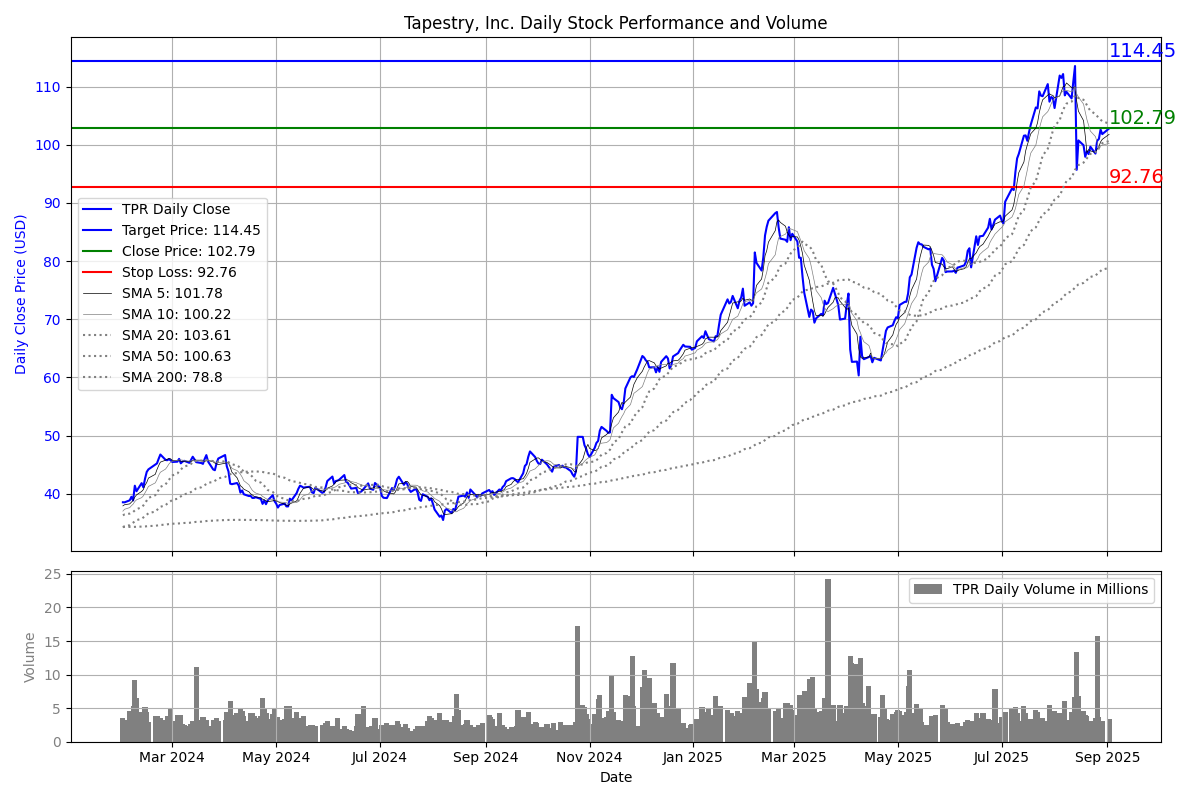 Tapestry, Inc. Daily Stock Performance and Volume
114.45
102.79
92.76
Daily Close Price (USD)
110
100
90
80
70
60
50
40
TPR Daily Close
Target Price: 114.45
Close Price: 102.79
Stop Loss: 92.76
SMA 5: 101.78
SMA 10: 100.22
SMA 20: 103.61
SMA 50: 100.63
SMA 200: 78.8
Volume
25
20
15
10
5
0
TPR Daily Volume in Millions
Mar 2024 May 2024 Jul 2024 Sep 2024 Nov 2024 Jan 2025 Mar 2025 May 2025 Jul 2025 Sep 2025
Date